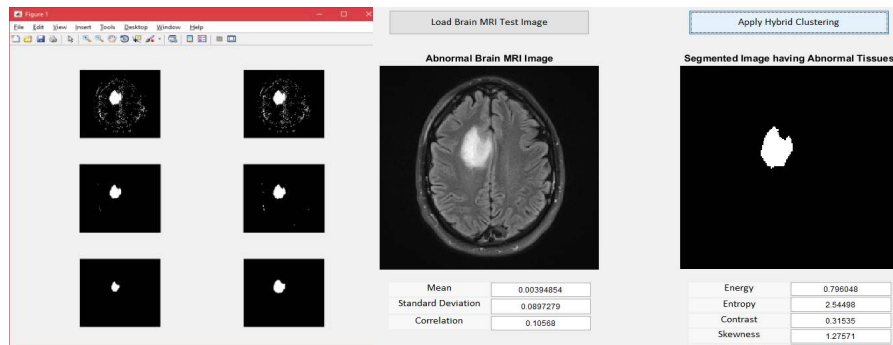 Figure 1
File Edit View Insert Tools Desktop Window Help
Load Brain MRI Test Image
Apply Hybrid Clustering
Abnormal Brain MRI Image
Segmented Image having Abnormal Tissues
Mean 0.00394854
Standard Deviation 0.0897279
Correlation 0.10568
Energy 0.796048
Entropy 2.54498
Contrast 0.31535
Skewness 1.27571